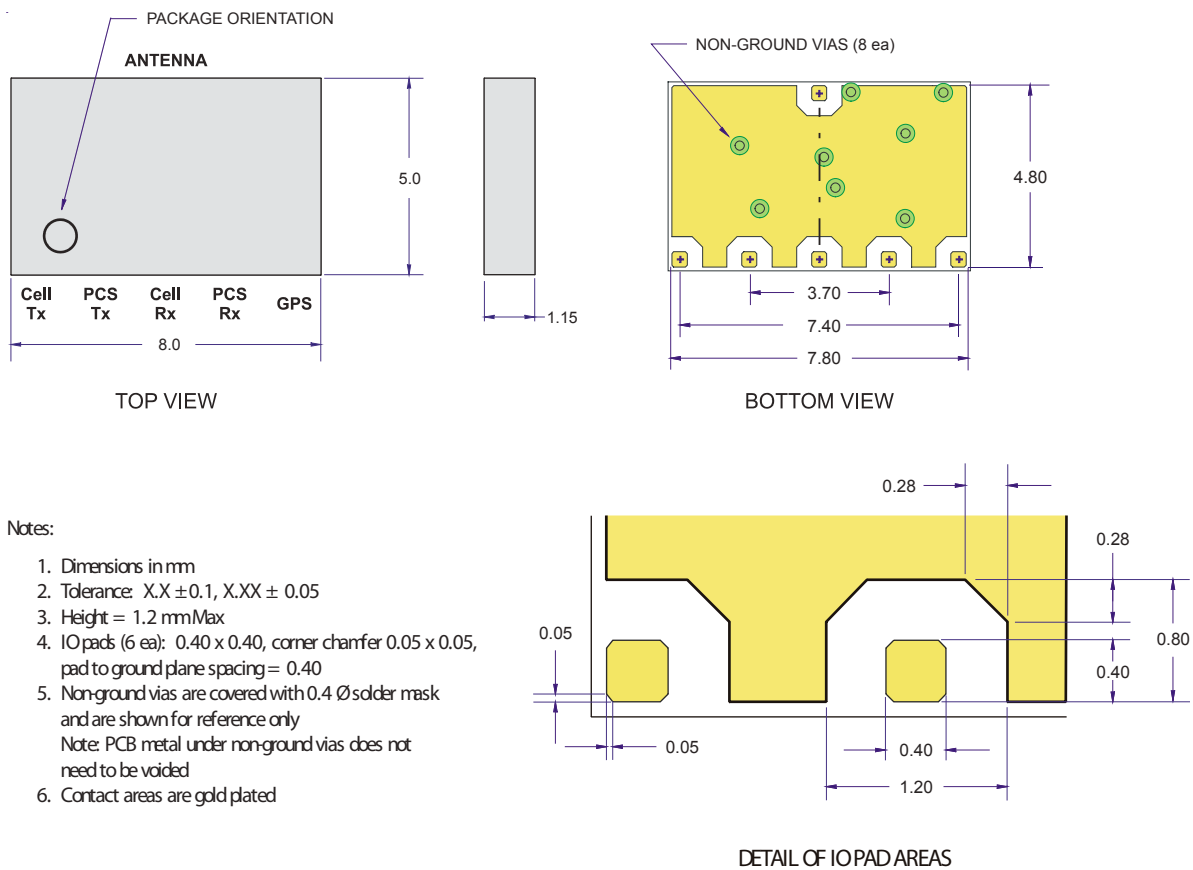 PACKAGE ORIENTATION
ANTENNA
5.0
Cell
Tx
PCS
Tx
Cell
Rx
PCS
Rx
GPS
8.0
TOP VIEW
1.15
NON-GROUND VIAS (8 ea)
4.80
3.70
7.40
7.80
BOTTOM VIEW
Notes:
1. Dimensions in mm
2. Tolerance: X.X ± 0.1, X.XX ± 0.05
3. Height = 1.2 mm Max
4. IO pads (6 ea): 0.40 x 0.40, corner chamfer 0.05 x 0.05,
pad to ground plane spacing = 0.40
5. Non-ground vias are covered with 0.4 Ø solder mask
and are shown for reference only
Note: PCB metal under non-ground vias does not
need to be voided
6. Contact areas are gold plated
0.28
0.28
0.05
0.80
0.40
0.05
0.40
1.20
DETAIL OF IO PAD AREAS